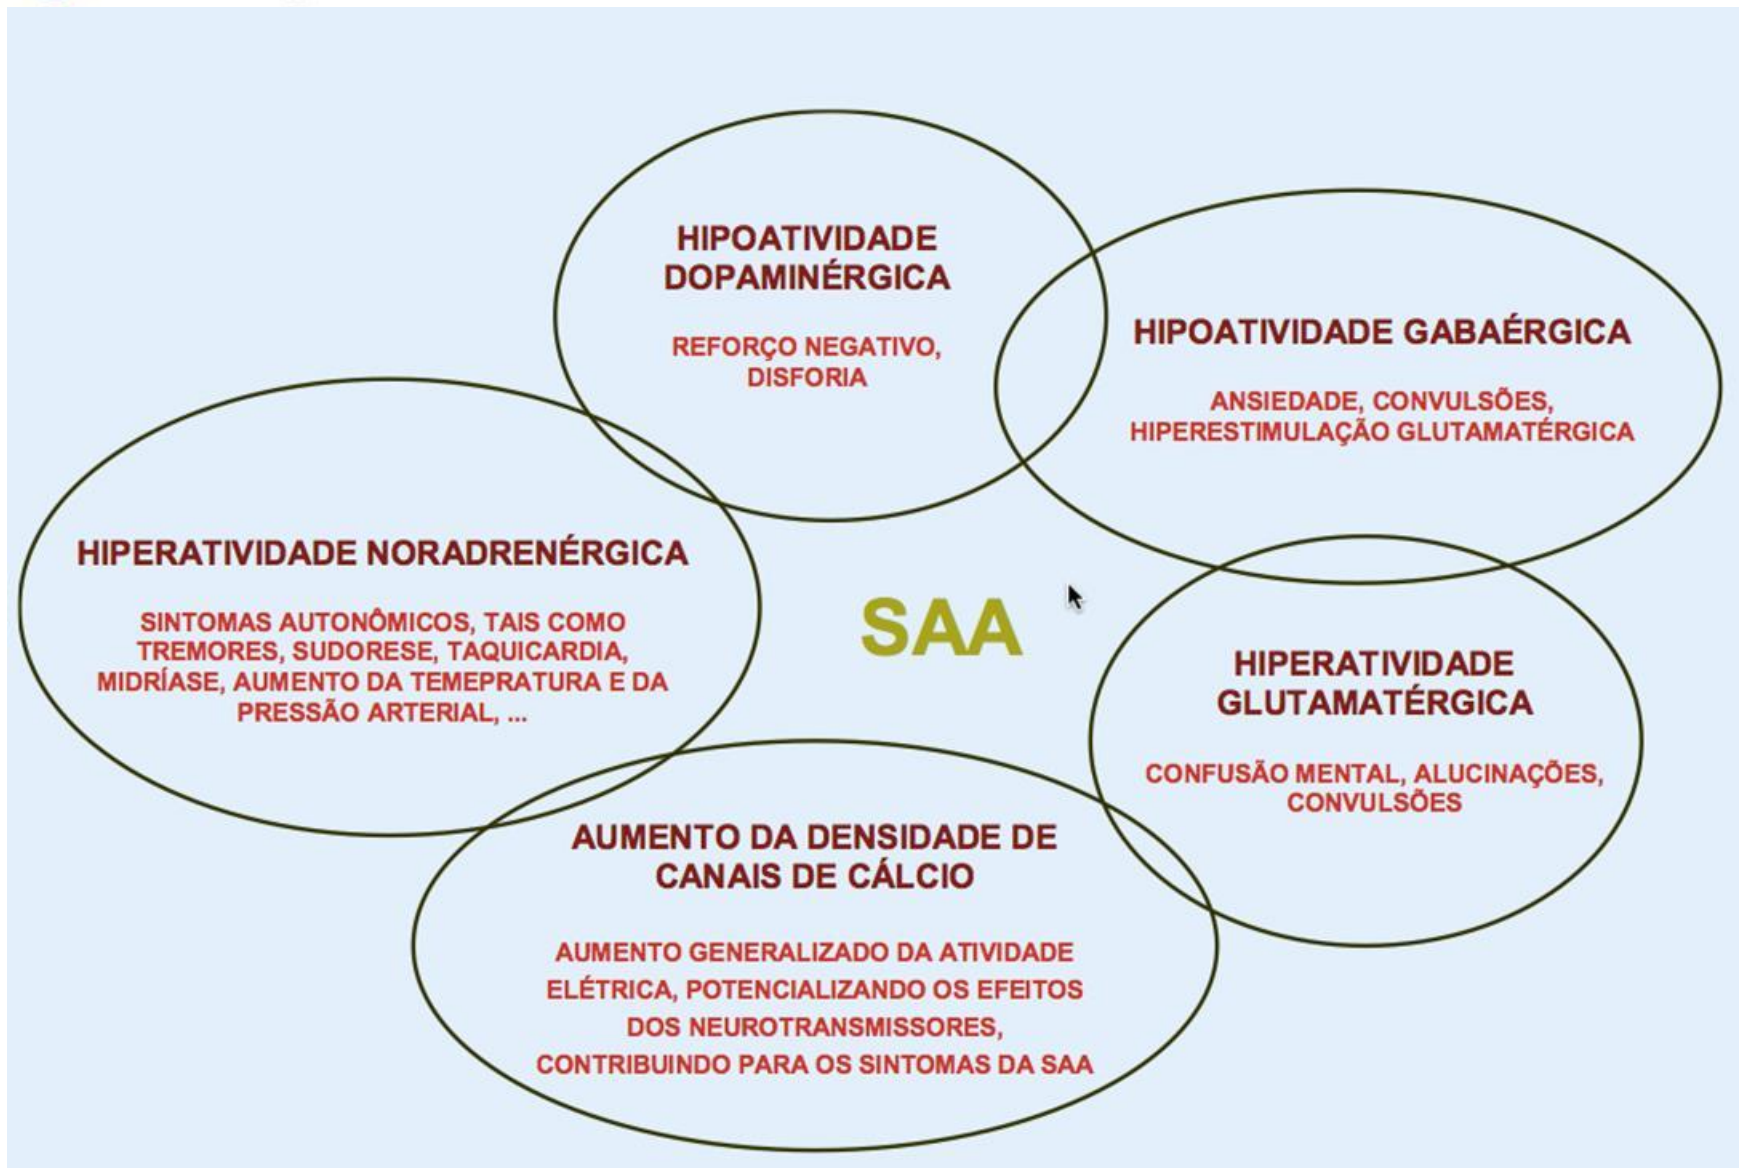 HIPOATIVIDADE
DOPAMINÉRGICA
REFORÇO NEGATIVO,
DISFORIA
HIPOATIVIDADE GABAÉRGICA
ANSIEDADE, CONVULSÕES,
HIPERESTIMULAÇÃO GLUTAMATÉRGICA
HIPERATIVIDADE NORADRENÉRGICA
SINTOMAS AUTONÔMICOS, TAIS COMO
TREMORES, SUDORESE, TAQUICARDIA,
MIDRÍASE, AUMENTO DA TEMEPRATURA E DA
PRESSÃO ARTERIAL, ...
SAA
HIPERATIVIDADE
GLUTAMATÉRGICA
CONFUSÃO MENTAL, ALUCINAÇÕES,
CONVULSÕES
AUMENTO DA DENSIDADE DE
CANAIS DE CÁLCIO
AUMENTO GENERALIZADO DA ATIVIDADE
ELÉTRICA, POTENCIALIZANDO OS EFEITOS
DOS NEUROTRANSMISSORES,
CONTRIBUINDO PARA OS SINTOMAS DA SAA